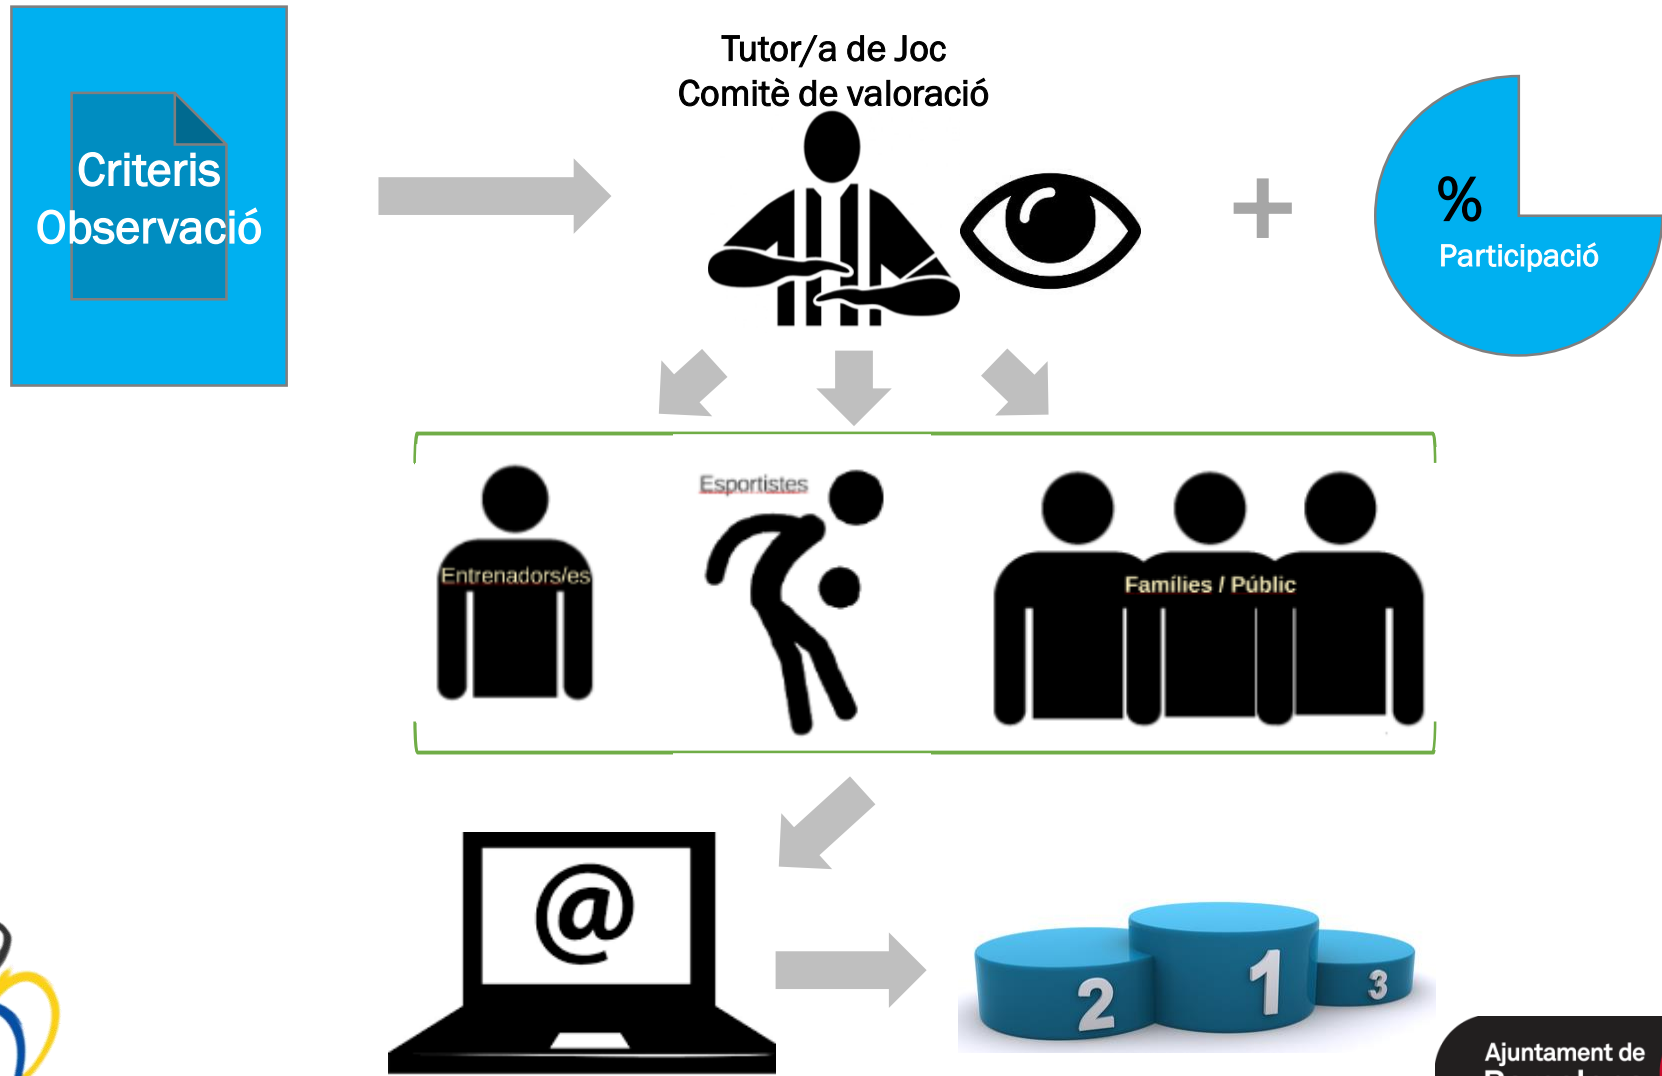 Tutor/a de Joc
Comitè de valoració
Criteris
Observació
%
Participació
Entrenadors/es
Esportistes
Famílies / Públic
@
2
1
3
Ajuntament de